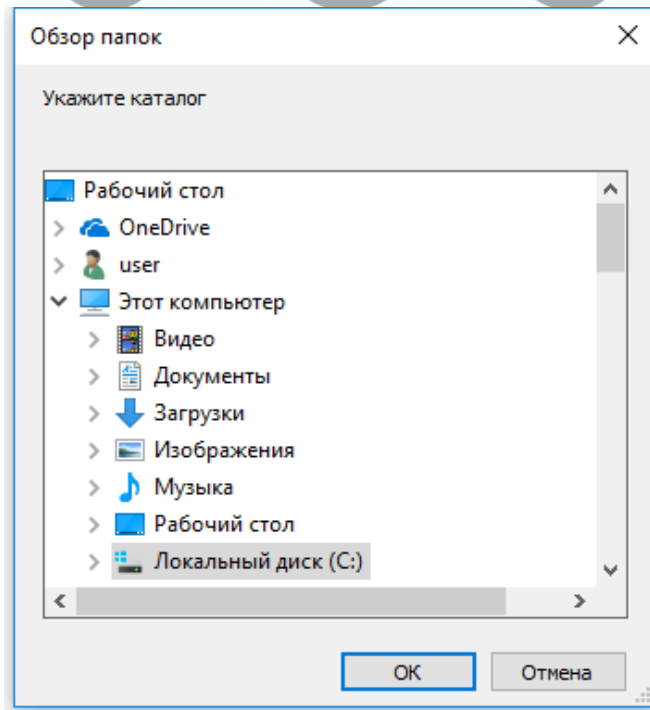 Обзор папок
Укажите каталог
Рабочий стол
OneDrive
user
Этот компьютер
Видео
Документы
Загрузки
Изображения
Музыка
Рабочий стол
Локальный диск (C:)
ОК
Отмена